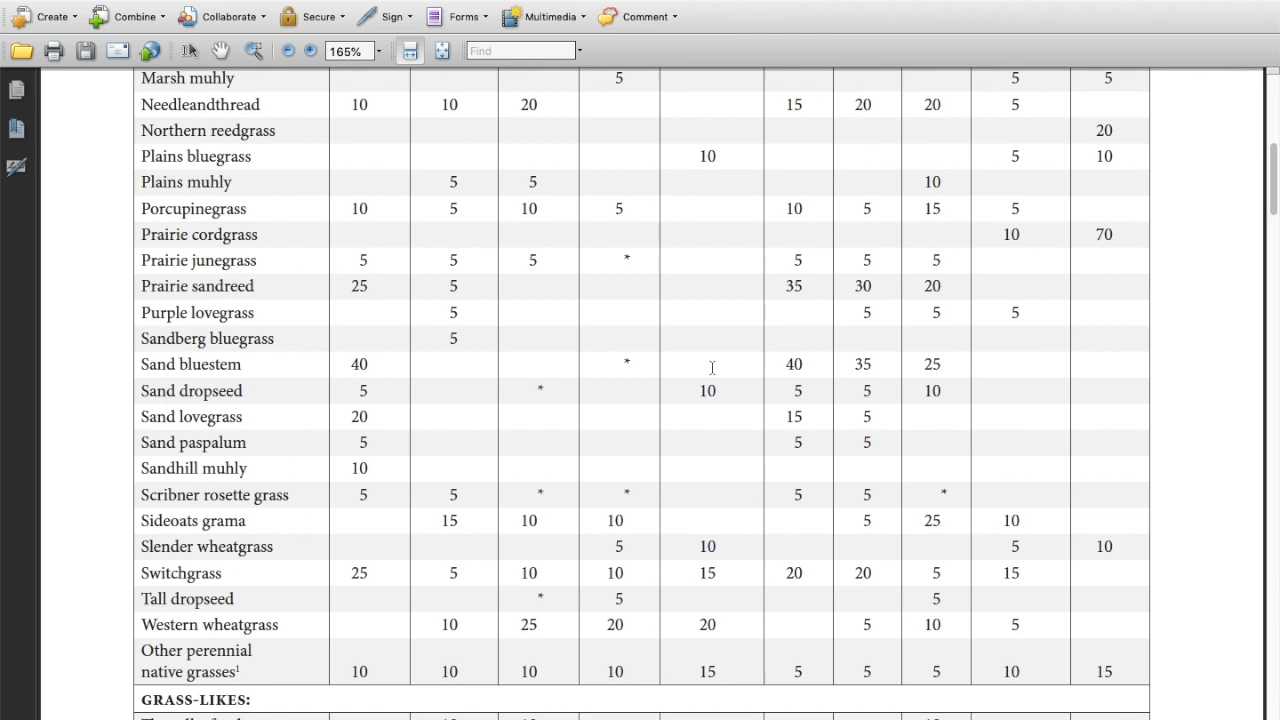 Create Combine Collaborate Secure Sign Forms Multimedia Comment
165% Find
Marsh muhly 5 5 5
Needleandthread 10 10 20 15 20 20 5
Northern reedgrass 20
Plains bluegrass 10 5 10
Plains muhly 5 5 10
Porcupinegrass 10 5 10 5 10 5 15 5
Prairie cordgrass 10 70
Prairie junegrass 5 5 5 * 5 5 5
Prairie sandreed 25 5 35 30 20
Purple lovegrass 5 5 5 5
Sandberg bluegrass 5
Sand bluestem 40 * 40 35 25
Sand dropseed 5 * 10 5 5 10
Sand lovegrass 20 15 5
Sand paspalum 5 5 5
Sandhill muhly 10
Scribner rosette grass 5 5 * * 5 5 *
Sideoats grama 15 10 10 5 25 10
Slender wheatgrass 5 10 5 10
Switchgrass 25 5 10 10 15 20 20 5 15
Tall dropseed * 5 5
Western wheatgrass 10 25 20 20 5 10 5
Other perennial
native grasses¹ 10 10 10 10 15 5 5 5 10 15
GRASS-LIKES: